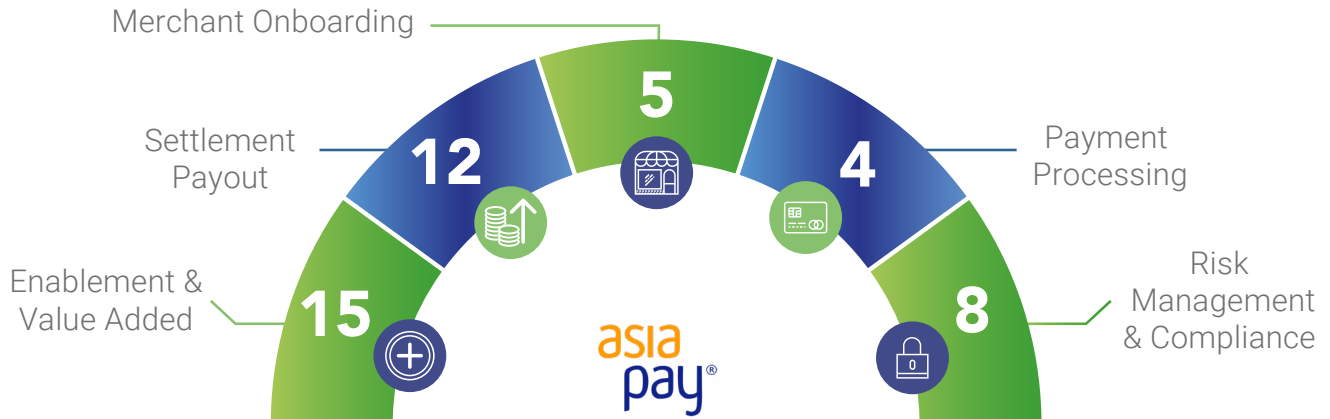 Merchant Onboarding
5
Settlement
Payout
12
4
Payment
Processing
Enablement &
Value Added
15
8
Risk
Management
& Compliance
asia
pay®